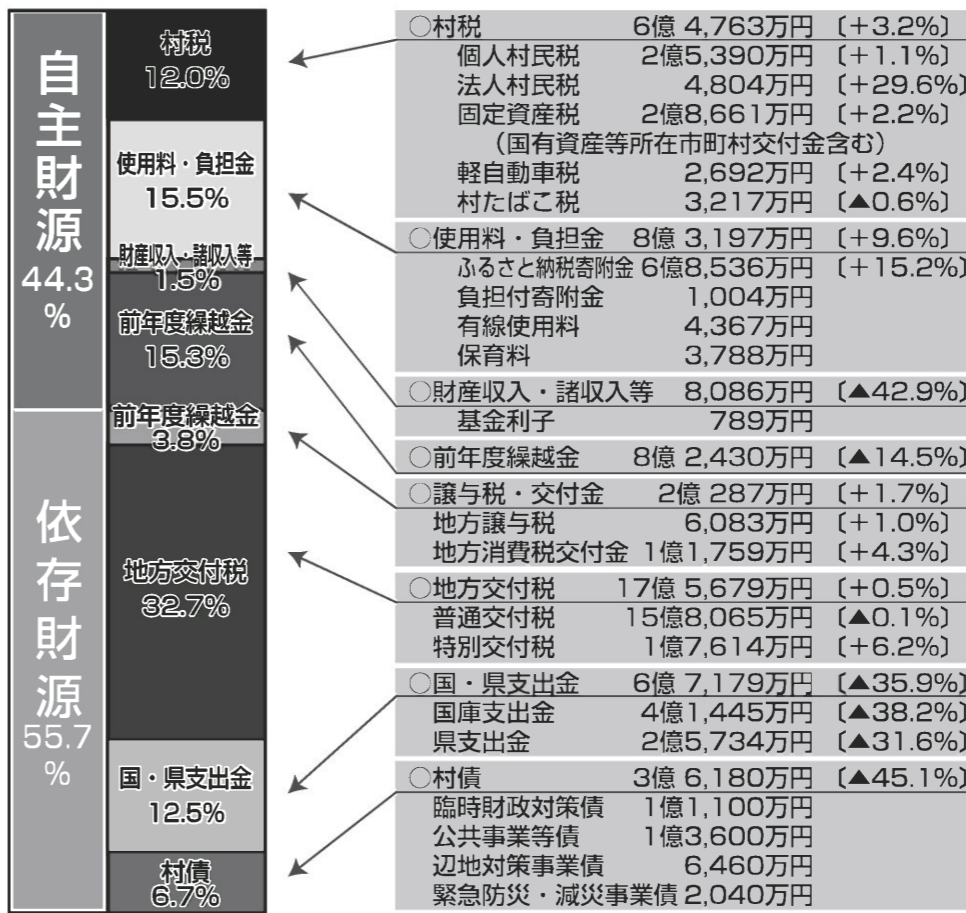 自主財源
44.3
%
依存財源
55.7
%
村税
12.0%
使用料・負担金
15.5%
財産収入・諸収入等
1.5%
前年度繰越金
15.3%
前年度繰越金
3.8%
地方交付税
32.7%
国・県支出金
12.5%
村債
6.7%
○村税 6億 4,763万円 〔+3.2%〕
個人村民税 2億5,390万円 〔+1.1%〕
法人村民税 4,804万円 〔+29.6%〕
固定資産税 2億8,661万円 〔+2.2%〕
（国有資産等所在市町村交付金含む）
軽自動車税 2,692万円 〔+2.4%〕
村たばこ税 3,217万円 〔▲0.6%〕
○使用料・負担金 8億 3,197万円 〔+9.6%〕
ふるさと納税寄附金 6億8,536万円 〔+15.2%〕
負担付寄附金 1,004万円
有線使用料 4,367万円
保育料 3,788万円
○財産収入・諸収入等 8,086万円 〔▲42.9%〕
基金利子 789万円
○前年度繰越金 8億 2,430万円 〔▲14.5%〕
○譲与税・交付金 2億 287万円 〔+1.7%〕
地方譲与税 6,083万円 〔+1.0%〕
地方消費税交付金 1億1,759万円 〔+4.3%〕
○地方交付税 17億 5,679万円 〔+0.5%〕
普通交付税 15億8,065万円 〔▲0.1%〕
特別交付税 1億7,614万円 〔+6.2%〕
○国・県支出金 6億 7,179万円 〔▲35.9%〕
国庫支出金 4億1,445万円 〔▲38.2%〕
県支出金 2億5,734万円 〔▲31.6%〕
○村債 3億 6,180万円 〔▲45.1%〕
臨時財政対策債 1億1,100万円
公共事業等債 1億3,600万円
辺地対策事業債 6,460万円
緊急防災・減災事業債 2,040万円